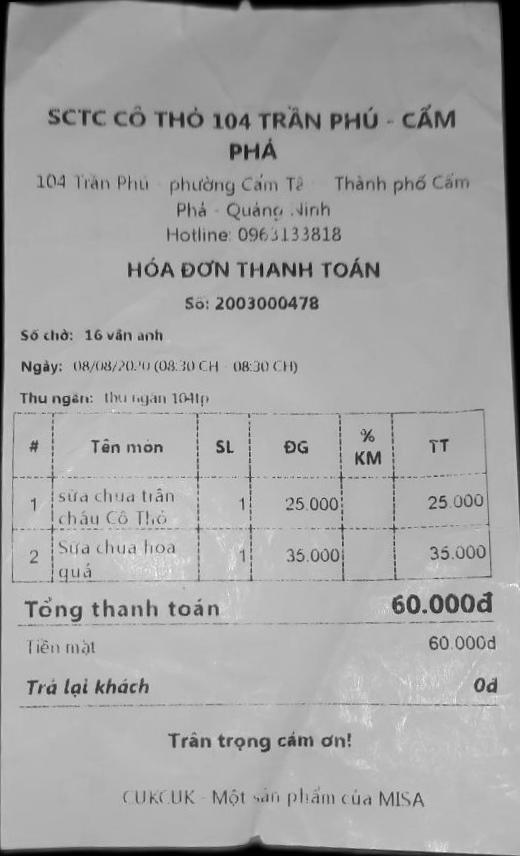 SCTC CÔ THỎ 104 TRẦN PHÚ - CẨM
PHẢ
104 Trần Phú - phường Cẩm Tâ Thành phố Cẩm
Phả - Quảng Ninh
Hotline: 0963133818
HÓA ĐƠN THANH TOÁN
Số: 2003000478
Số chờ: 16 vân anh
Ngày: 08/08/2020 (08:30 CH - 08:30 CH)
Thu ngân: thu ngân 104tp
# Tên món SL ĐG % KM TT
1 sữa chua trân châu Cô Thỏ 1 25.000 25.000
2 Sữa chua hoa quả 1 35.000 35.000
Tổng thanh toán 60.000đ
Tiền mặt 60.000đ
Trả lại khách 0đ
Trân trọng cảm ơn!
CUKCUK - Một sản phẩm của MISA